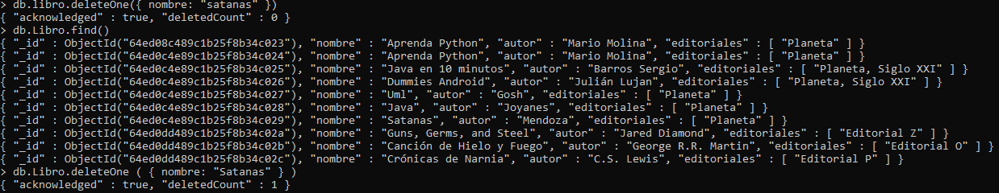 > db.libro.deleteOne({ nombre: "satanas" })
{ "acknowledged" : true, "deletedCount" : 0 }
> db.Libro.find()
{ "_id" : ObjectId("64ed08c489c1b25f8b34c023"), "nombre" : "Aprenda Python", "autor" : "Mario Molina", "editoriales" : [ "Planeta" ] }
{ "_id" : ObjectId("64ed0c4e89c1b25f8b34c024"), "nombre" : "Aprenda Python", "autor" : "Mario Molina", "editoriales" : [ "Planeta" ] }
{ "_id" : ObjectId("64ed0c4e89c1b25f8b34c025"), "nombre" : "Java en 10 minutos", "autor" : "Barros Sergio", "editoriales" : [ "Planeta, Siglo XXI" ] }
{ "_id" : ObjectId("64ed0c4e89c1b25f8b34c026"), "nombre" : "Dummies Android", "autor" : "Julián Lujan", "editoriales" : [ "Planeta, Siglo XXI" ] }
{ "_id" : ObjectId("64ed0c4e89c1b25f8b34c027"), "nombre" : "Uml", "autor" : "Gosh", "editoriales" : [ "Planeta" ] }
{ "_id" : ObjectId("64ed0c4e89c1b25f8b34c028"), "nombre" : "Java", "autor" : "Joyanes", "editoriales" : [ "Planeta" ] }
{ "_id" : ObjectId("64ed0c4e89c1b25f8b34c029"), "nombre" : "Satanas", "autor" : "Mendoza", "editoriales" : [ "Planeta" ] }
{ "_id" : ObjectId("64ed0dd489c1b25f8b34c02a"), "nombre" : "Guns, Germs, and Steel", "autor" : "Jared Diamond", "editoriales" : [ "Editorial Z" ] }
{ "_id" : ObjectId("64ed0dd489c1b25f8b34c02b"), "nombre" : "Canción de Hielo y Fuego", "autor" : "George R.R. Martin", "editoriales" : [ "Editorial O" ] }
{ "_id" : ObjectId("64ed0dd489c1b25f8b34c02c"), "nombre" : "Crónicas de Narnia", "autor" : "C.S. Lewis", "editoriales" : [ "Editorial P" ] }
> db.Libro.deleteOne ( { nombre: "Satanas" } )
{ "acknowledged" : true, "deletedCount" : 1 }